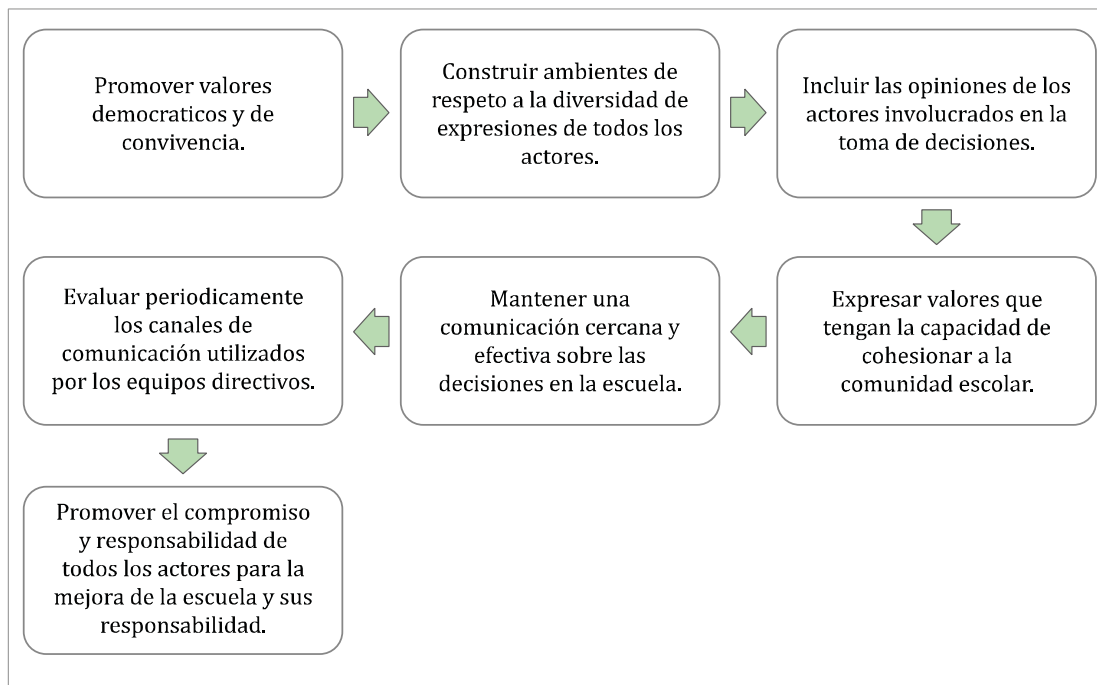 Promover valores
democraticos y de
convivencia.
Construir ambientes de
respeto a la diversidad de
expresiones de todos los
actores.
Incluir las opiniones de los
actores involucrados en la
toma de decisiones.
Expresar valores que
tengan la capacidad de
cohesionar a la
comunidad escolar.
Mantener una
comunicación cercana y
efectiva sobre las
decisiones en la escuela.
Evaluar periodicamente
los canales de
comunicación utilizados
por los equipos directivos.
Promover el compromiso
y responsabilidad de
todos los actores para la
mejora de la escuela y sus
responsabilidad.